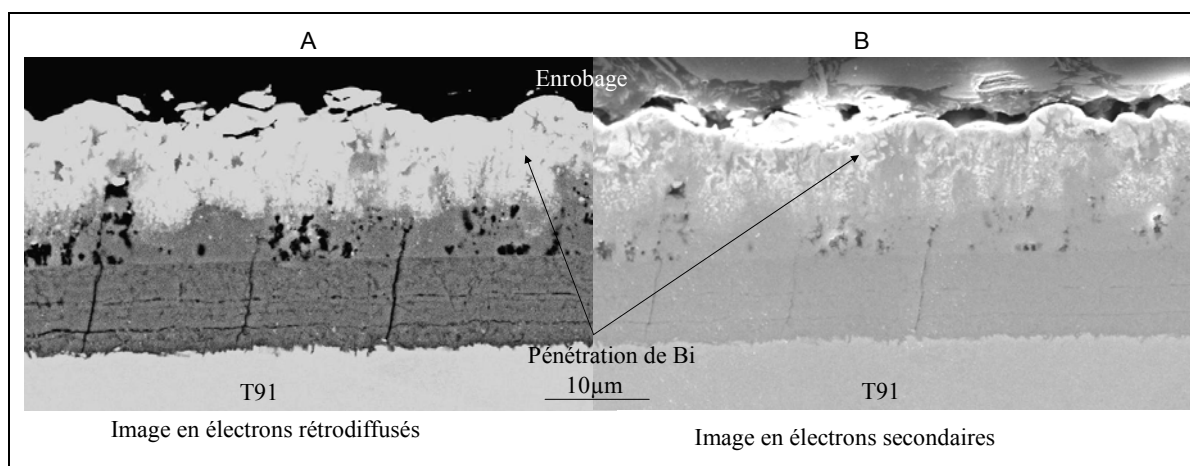 A
B
Enrobage
Pénétration de Bi
10µm
T91
T91
Image en électrons rétrodiffusés
Image en électrons secondaires